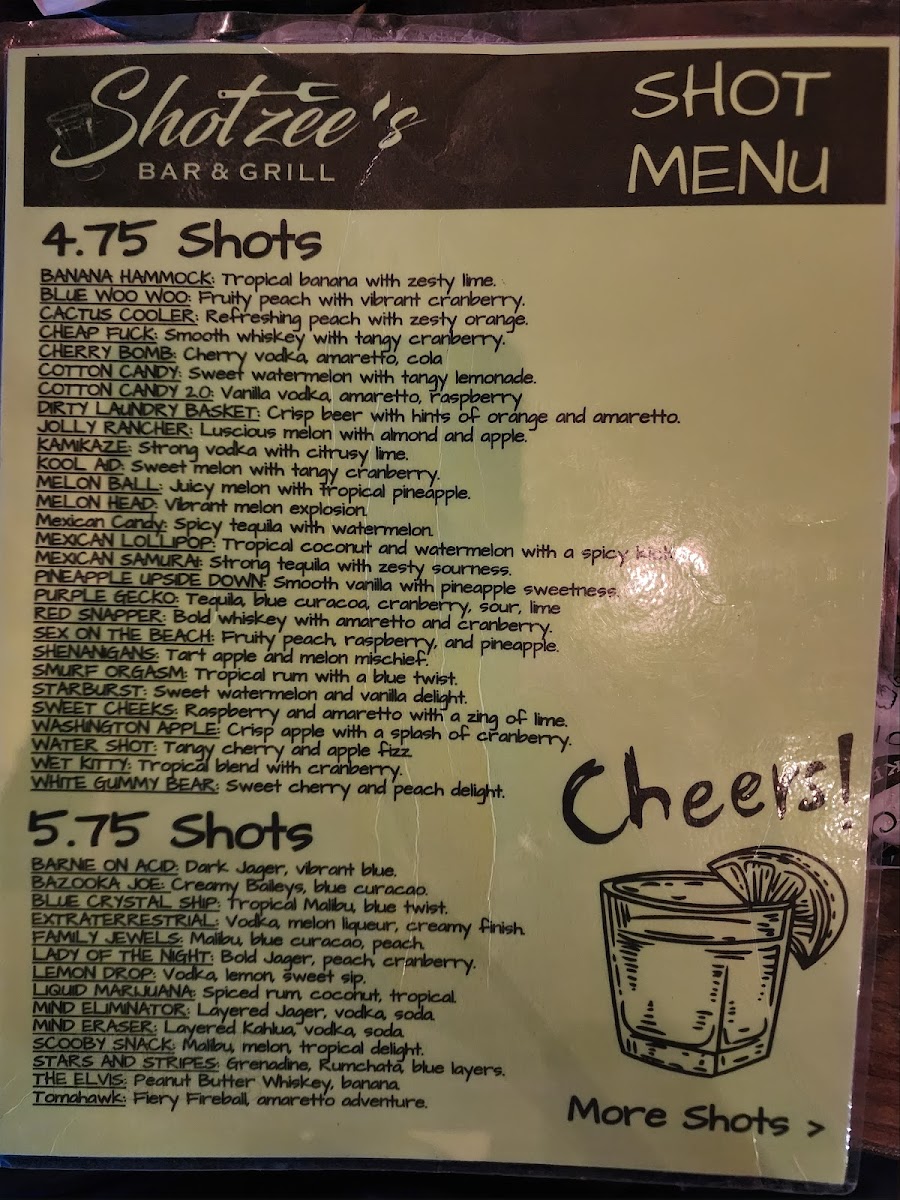 Shotzee's
BAR & GRILL
SHOT
MENU
4.75 Shots
BANANA HAMMOCK: Tropical banana with zesty lime.
BLUE WOO WOO: Fruity peach with vibrant cranberry.
CACTUS COOLER: Refreshing peach with zesty orange.
CHEAP FUCK: Smooth whiskey with tangy cranberry.
CHERRY BOMB: Cherry vodka, amaretto, cola
COTTON CANDY: Sweet watermelon with tangy lemonade.
COTTON CANDY 2.0: Vanilla vodka, amaretto, raspberry
DIRTY LAUNDRY BASKET: Crisp beer with hints of orange and amaretto.
JOLLY RANCHER: Luscious melon with almond and apple.
KAMIKAZE: Strong vodka with citrusy lime.
KOOL AID: Sweet melon with tangy cranberry.
MELON BALL: Juicy melon with tropical pineapple.
MELON HEAD: Vibrant melon explosion.
Mexican Candy: Spicy tequila with watermelon.
MEXICAN LOLLIPOP: Tropical coconut and watermelon with a spicy kick.
MEXICAN SAMURAI: Strong tequila with zesty sourness.
PINEAPPLE UPSIDE DOWN: Smooth vanilla with pineapple sweetness.
PURPLE GECKO: Tequila, blue curacoa, cranberry, sour, lime
RED SNAPPER: Bold whiskey with amaretto and cranberry.
SEX ON THE BEACH: Fruity peach, raspberry, and pineapple.
SHENANIGANS: Tart apple and melon mischief.
SMURF ORGASM: Tropical rum with a blue twist.
STARBURST: Sweet watermelon and vanilla delight.
SWEET CHEEKS: Raspberry and amaretto with a zing of lime.
WASHINGTON APPLE: Crisp apple with a splash of cranberry.
WATER SHOT: Tangy cherry and apple fizz.
WET KITTY: Tropical blend with cranberry.
WHITE GUMMY BEAR: Sweet cherry and peach delight.
Cheers!
5.75 Shots
BARNIE ON ACID: Dark Jager, vibrant blue.
BAZOOKA JOE: Creamy Baileys, blue curacao.
BLUE CRYSTAL SHIP: Tropical Malibu, blue twist.
EXTRATERRESTRIAL: Vodka, melon liqueur, creamy finish.
FAMILY JEWELS: Malibu, blue curacao, peach.
LADY OF THE NIGHT: Bold Jager, peach, cranberry.
LEMON DROP: Vodka, lemon, sweet sip.
LIQUID MARIJUANA: Spiced rum, coconut, tropical.
MIND ELIMINATOR: Layered Jager, vodka, soda.
MIND ERASER: Layered Kahlua, vodka, soda.
SCOOBY SNACK: Malibu, melon, tropical delight.
STARS AND STRIPES: Grenadine, Rumchata, blue layers.
THE ELVIS: Peanut Butter Whiskey, banana.
Tomahawk: Fiery Fireball, amaretto adventure.
More Shots >